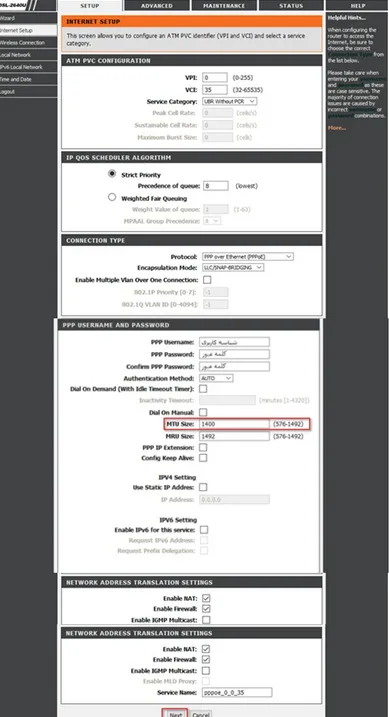 DSL-2640U
SETUP
ADVANCED
MAINTENANCE
STATUS
HELP
Wizard
Internet Setup
Wireless Connection
Local Network
IPv6 Local Network
Time and Date
Logout
INTERNET SETUP
This screen allows you to configure an ATM PVC identifier (VPI and VCI) and select a service
category.
ATM PVC CONFIGURATION
VPI: 0 (0-255)
VCI: 35 (32-65535)
Service Category: UBR Without PCR
Peak Cell Rate: 0 (cells/s)
Sustainable Cell Rate: 0 (cells/s)
Maximum Burst Size: 0 (cells)
IP QOS SCHEDULER ALGORITHM
Strict Priority
Precedence of queue: 8 (lowest)
Weighted Fair Queuing
Weight Value of queue: 1 (1-63)
MPAAL Group Precedence: 8
CONNECTION TYPE
Protocol: PPP over Ethernet (PPPoE)
Encapsulation Mode: LLC/SNAP-BRIDGING
Enable Multiple Vlan Over One Connection:
802.1P Priority (0-7): -1
802.1Q VLAN ID (0-4094): -1
PPP USERNAME AND PASSWORD
PPP Username: شناسه کاربری
PPP Password: کلمه عبور
Confirm PPP Password: کلمه عبور
Authentication Method: AUTO
Dial On Demand (With Idle Timeout Timer):
Inactivity Timeout: (minutes [1-4320])
Dial On Manual:
MTU Size: 1400 (576-1492)
MRU Size: 1492 (576-1492)
PPP IP Extension:
Config Keep Alive:
IPV4 Setting
Use Static IP Addres:
IP Address: 0.0.0.0
IPV6 Setting
Enable IPv6 for this service:
Request IPv6 Address:
Request Prefix Delegation:
NETWORK ADDRESS TRANSLATION SETTINGS
Enable NAT:
Enable Firewall:
Enable IGMP Multicast:
NETWORK ADDRESS TRANSLATION SETTINGS
Enable NAT:
Enable Firewall:
Enable IGMP Multicast:
Enable MLD Proxy:
Service Name: pppoe_0_0_35
Next Cancel
Helpful Hints...
When configuring the
router to access the
Internet, be sure to
choose the correct
Connection Type from
the list below.
Please take care when
entering your username
and password as these
are case sensitive. The
majority of connection
issues are caused by
incorrect username or
password combinations.
More...